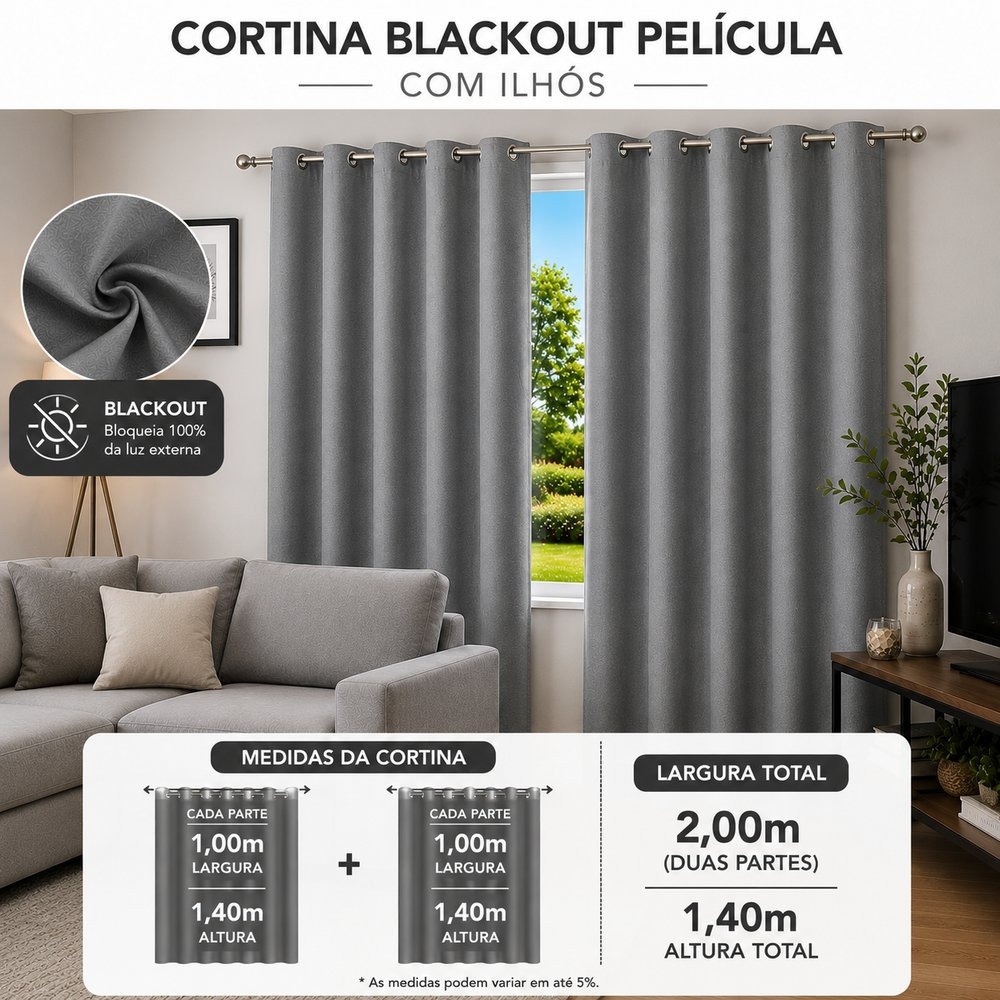 CORTINA BLACKOUT PELÍCULA
COM ILHÓS
BLACKOUT
Bloqueia 100%
da luz externa
MEDIDAS DA CORTINA
CADA PARTE
1,00m
LARGURA
1,40m
ALTURA
+
CADA PARTE
1,00m
LARGURA
1,40m
ALTURA
LARGURA TOTAL
2,00m
(DUAS PARTES)
1,40m
ALTURA TOTAL
* As medidas podem variar em até 5%.